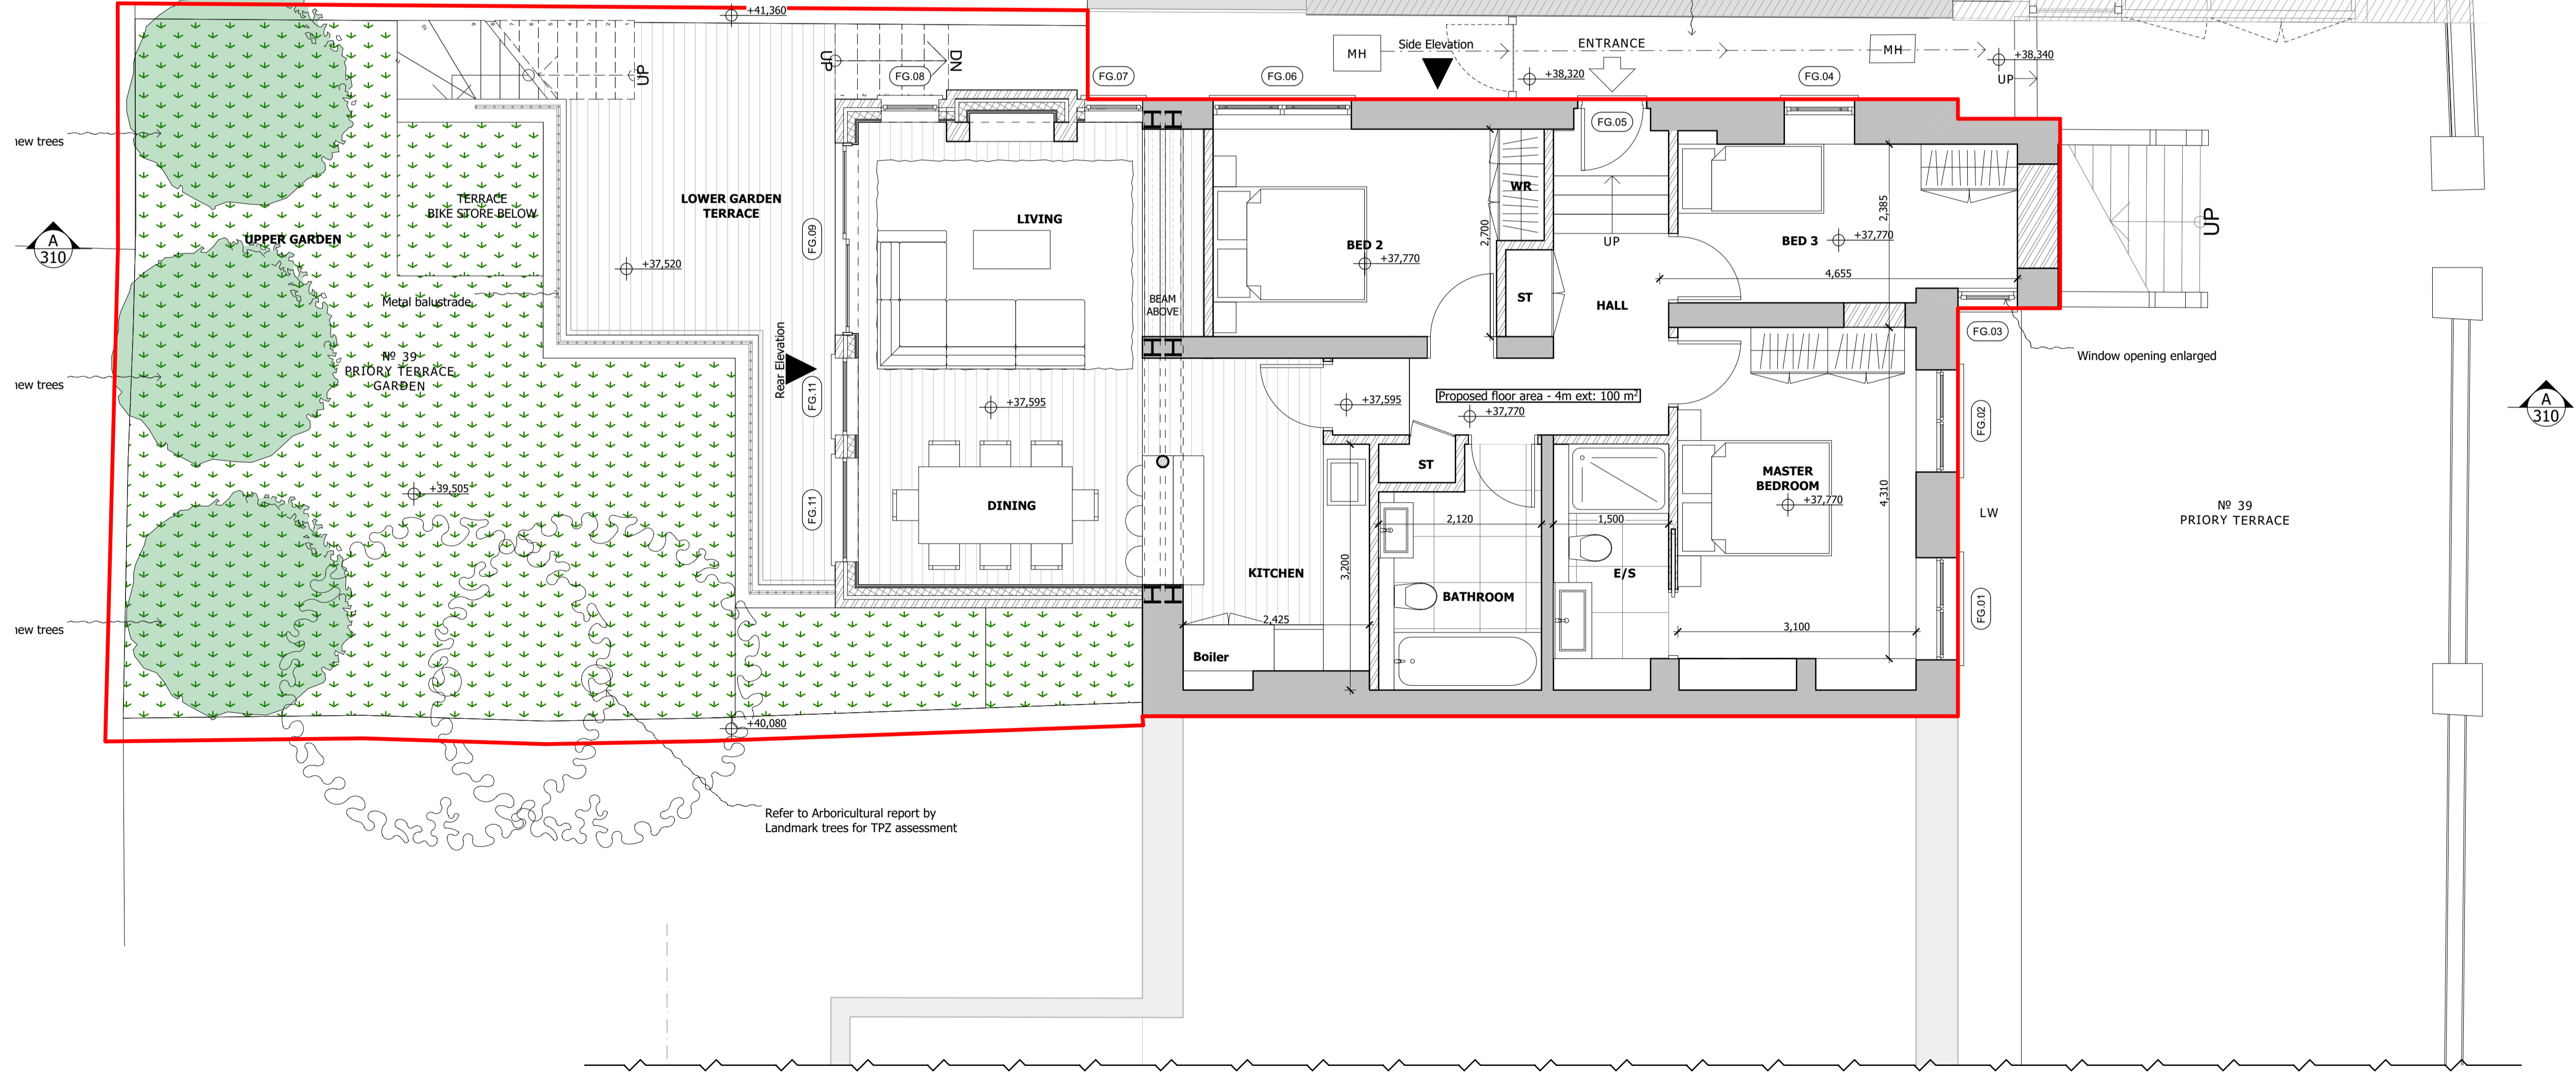 +41,360
UP
UP
DN
FG.08
FG.07
MH
FG.06
Side Elevation
ENTRANCE
+38,320
MH
FG.04
+38,340
UP
new trees
TERRACE
BIKE STORE BELOW
UPPER GARDEN
A
310
LOWER GARDEN
TERRACE
+37,520
FG.09
LIVING
BEAM
ABOVE
BED 2
+37,770
2,700
WR
ST
FG.05
UP
HALL
BED 3
+37,770
2,385
4,655
UP
FG.03
Window opening enlarged
Metal balustrade
Nº 39
PRIORY TERRACE
GARDEN
new trees
Rear Elevation
FG.11
+37,595
+37,595
Proposed floor area - 4m ext: 100 m²
+37,770
FG.02
A
310
+39,505
FG.11
DINING
ST
MASTER
BEDROOM
+37,770
4,310
2,120
1,500
LW
Nº 39
PRIORY TERRACE
KITCHEN
3,200
BATHROOM
E/S
FG.01
new trees
2,425
3,100
Boiler
+40,080
Refer to Arboricultural report by
Landmark trees for TPZ assessment